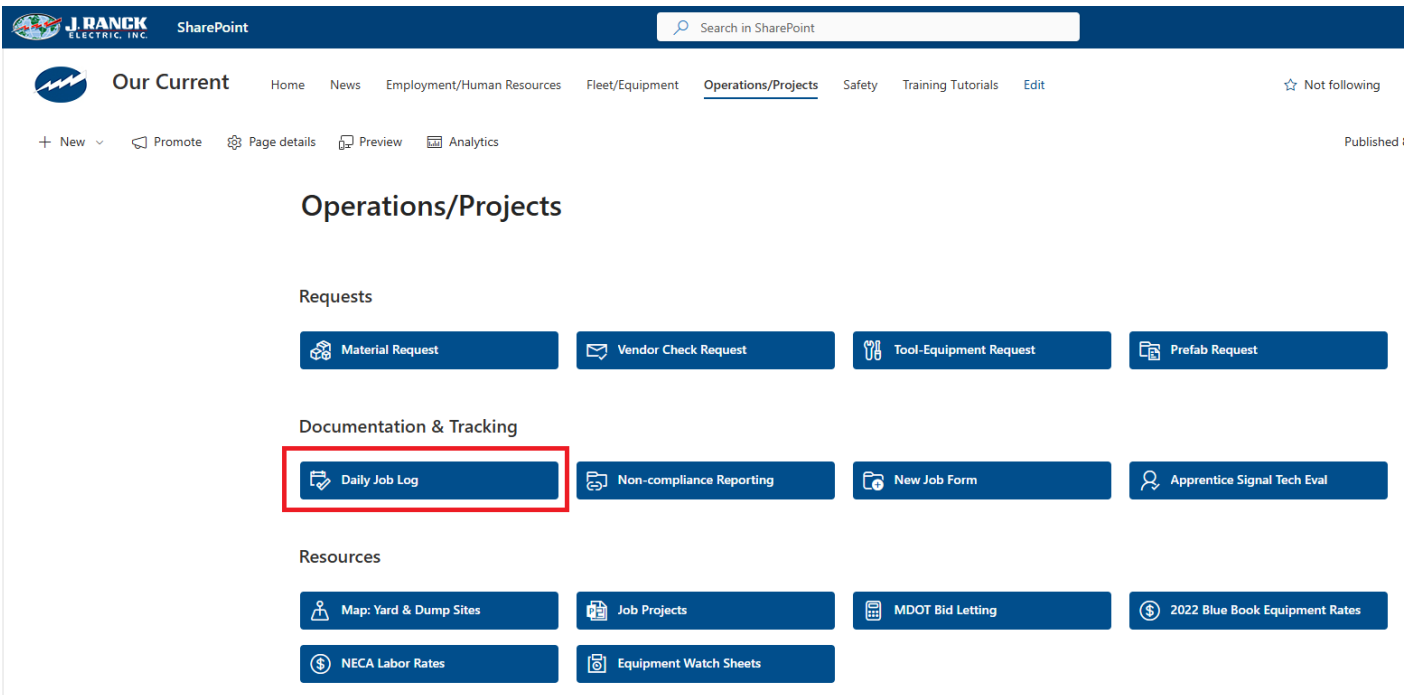 J. RANCK
ELECTRIC, INC.
SharePoint
Search in SharePoint
Our Current
Home News Employment/Human Resources Fleet/Equipment Operations/Projects Safety Training Tutorials Edit
Not following
New Promote Page details Preview Analytics
Published
Operations/Projects
Requests
Material Request Vendor Check Request Tool-Equipment Request Prefab Request
Documentation & Tracking
Daily Job Log Non-compliance Reporting New Job Form Apprentice Signal Tech Eval
Resources
Map: Yard & Dump Sites Job Projects MDOT Bid Letting 2022 Blue Book Equipment Rates
NECA Labor Rates Equipment Watch Sheets